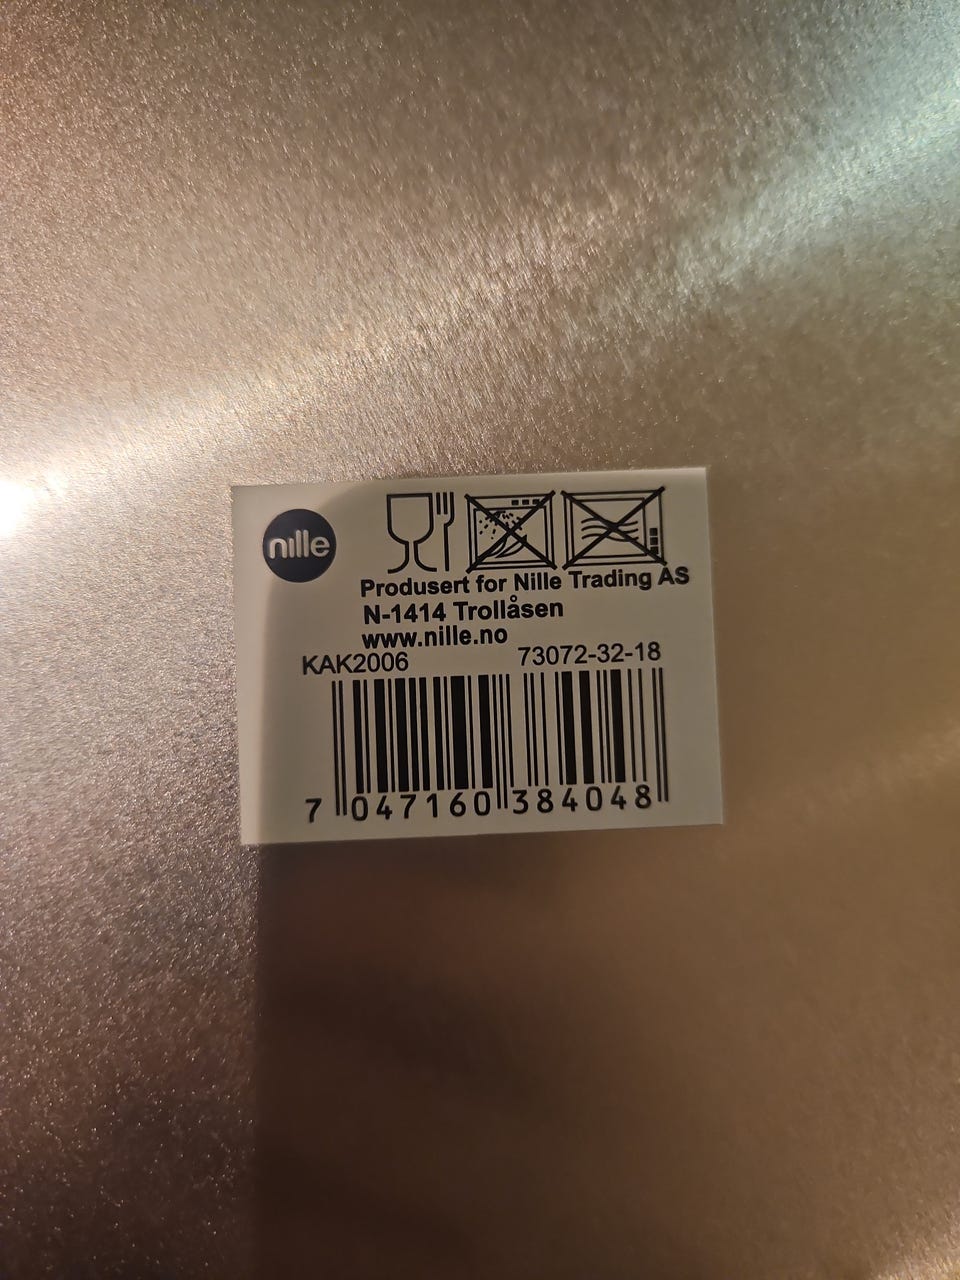 nille
Produsert for Nille Trading AS
N-1414 Trollåsen
www.nille.no
KAK2006 73072-32-18
7 047160 384048